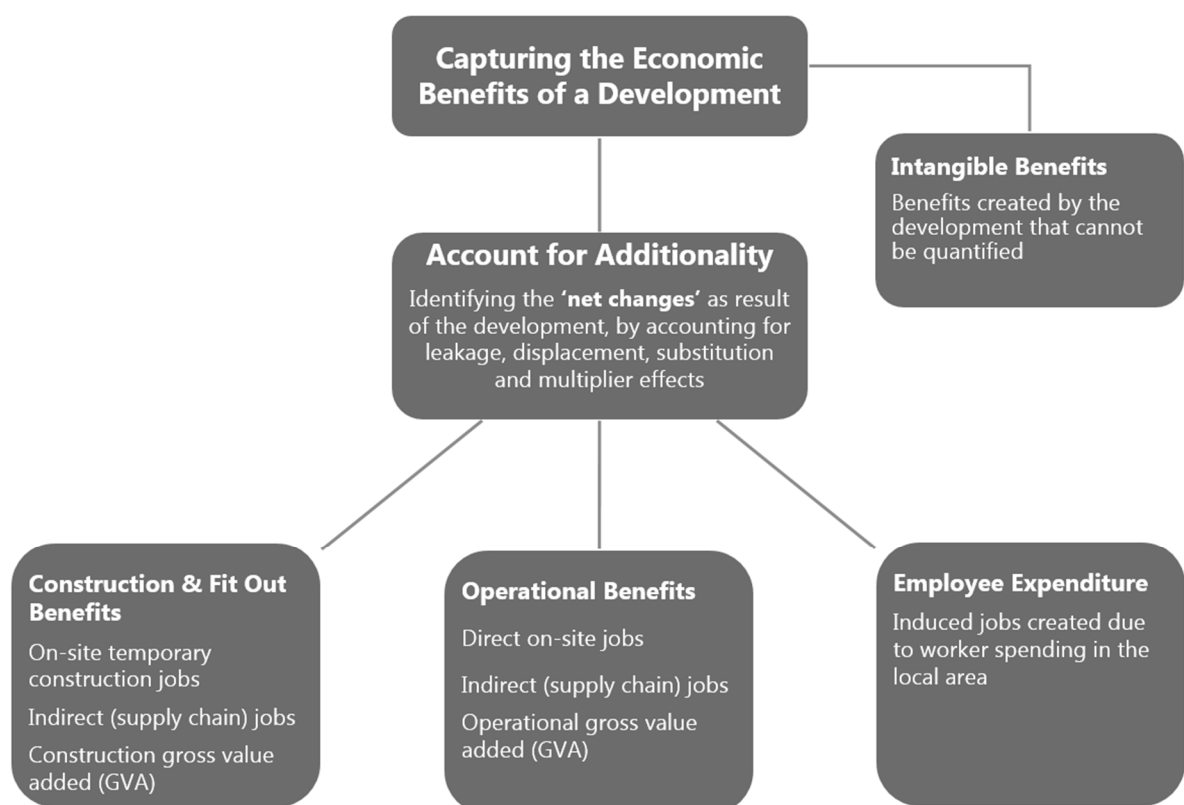 Capturing the Economic
Benefits of a Development
Intangible Benefits
Benefits created by the
development that cannot
be quantified
Account for Additionality
Identifying the ‘net changes’ as result
of the development, by accounting for
leakage, displacement, substitution
and multiplier effects
Construction & Fit Out
Benefits
On-site temporary
construction jobs
Indirect (supply chain) jobs
Construction gross value
added (GVA)
Operational Benefits
Direct on-site jobs
Indirect (supply chain) jobs
Operational gross value
added (GVA)
Employee Expenditure
Induced jobs created due
to worker spending in the
local area